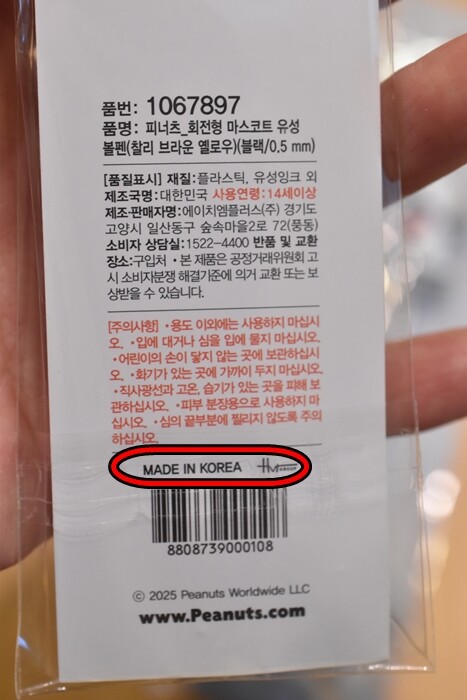 품번: 1067897
품명: 피너츠_회전형 마스코트 유성
볼펜(찰리 브라운 옐로우)(블랙/0.5 mm)
[품질표시] 재질:플라스틱, 유성잉크 외
제조국명:대한민국 사용연령:14세이상
제조·판매자명:에이치엠플러스(주) 경기도
고양시 일산동구 숲속마을2로 72(풍동)
소비자 상담실:1522-4400 반품 및 교환
장소:구입처 •본 제품은 공정거래위원회 고
시 소비자분쟁 해결기준에 의거 교환 또는 보
상받을 수 있습니다.
[주의사항] •용도 이외에는 사용하지 마십시
오. •입에 대거나 심을 입에 물지 마십시오.
•어린이의 손이 닿지 않는 곳에 보관하십시
오. •화기가 있는 곳에 가까이 두지 마십시오.
•직사광선과 고온, 습기가 있는 곳을 피해 보
관하십시오. •피부 분장용으로 사용하지 마
십시오. •심의 끝부분에 찔리지 않도록 주의
하십시오.
MADE IN KOREA
8808739000108
© 2025 Peanuts Worldwide LLC
www.Peanuts.com